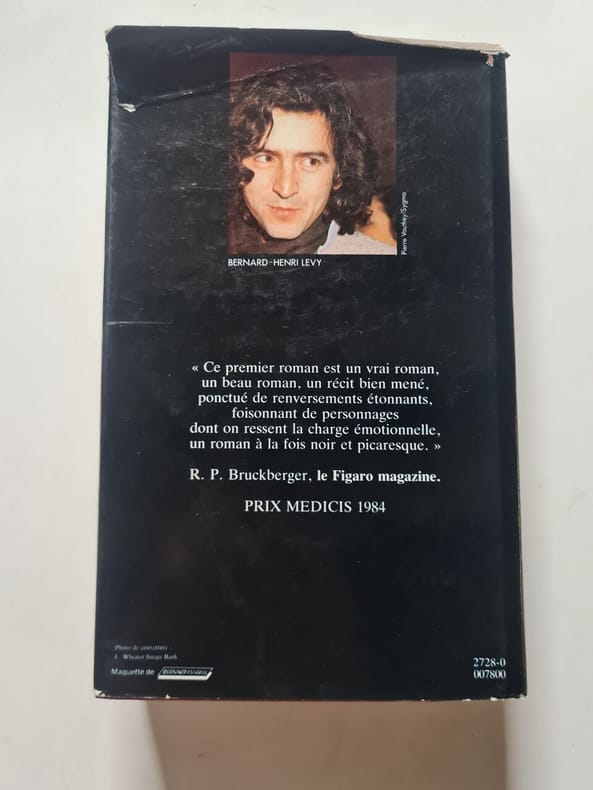 Pierre Vauthey/Sygma
BERNARD-HENRI LEVY
« Ce premier roman est un vrai roman,
un beau roman, un récit bien mené,
ponctué de renversements étonnants,
foisonnant de personnages
dont on ressent la charge émotionnelle,
un roman à la fois noir et picaresque. »
R. P. Bruckberger, le Figaro magazine.
PRIX MEDICIS 1984
Photo de couverture :
Image Bank
Maquette de
2728-0
007800